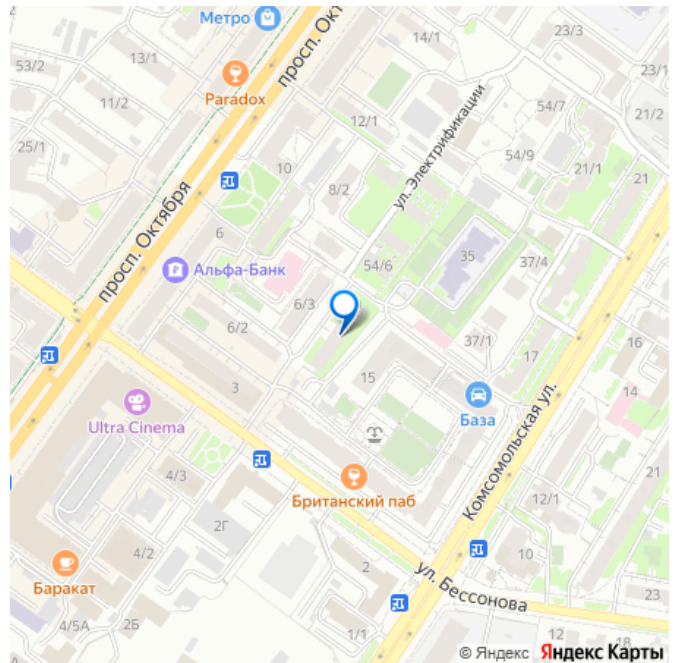 Метро
23/3
14/1
13/1
53/2
просп. Окт
23/1
Paradox
11/2
54/7
21/2
12/1
ул. Электрификации
25/1
54/9
10
21/1
21
8/2
просп. Октября
6
35
37/4
Альфа-Банк
54/6
6/3
6/2
37/1
17
16
15
3
14
База
Ultra Cinema
Комсомольская ул.
4/3
21
Британский паб
12/1
2Г
4/2
10
2
Баракат
ул. Бессонова
23
4/5А
25
1/1
12
18
© Яндекс Яндекс Карты